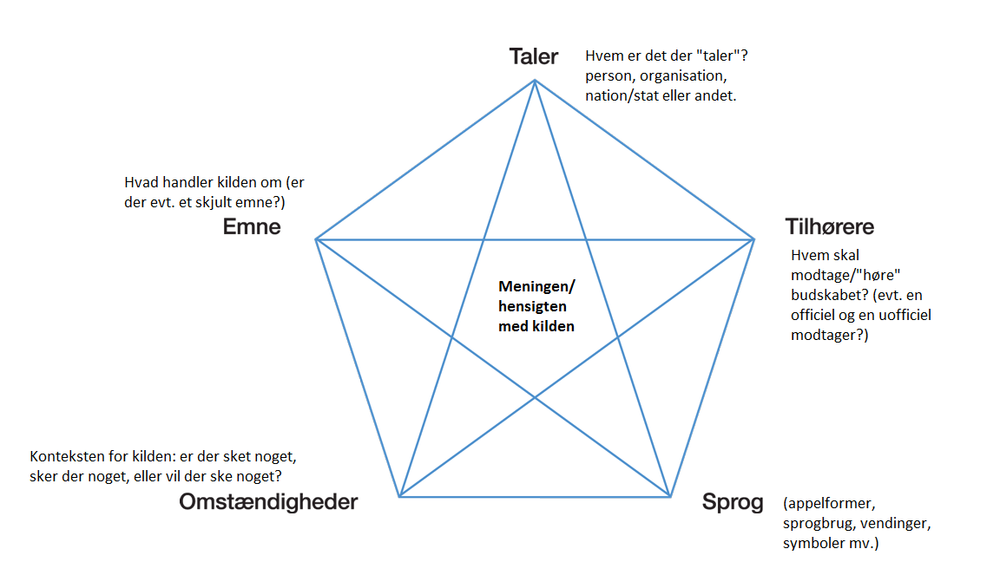 Taler
Hvem er det der "taler"?
person, organisation,
nation/stat eller andet.
Hvad handler kilden om (er
der evt. et skjult emne?)
Emne
Tilhørere
Hvem skal
modtage/"høre"
budskabet? (evt. en
officiel og en uofficiel
modtager?)
Meningen/
hensigten
med kilden
Konteksten for kilden: er der sket noget,
sker der noget, eller vil der ske noget?
Omstændigheder
Sprog
(appelformer,
sprogbrug, vendinger,
symboler mv.)